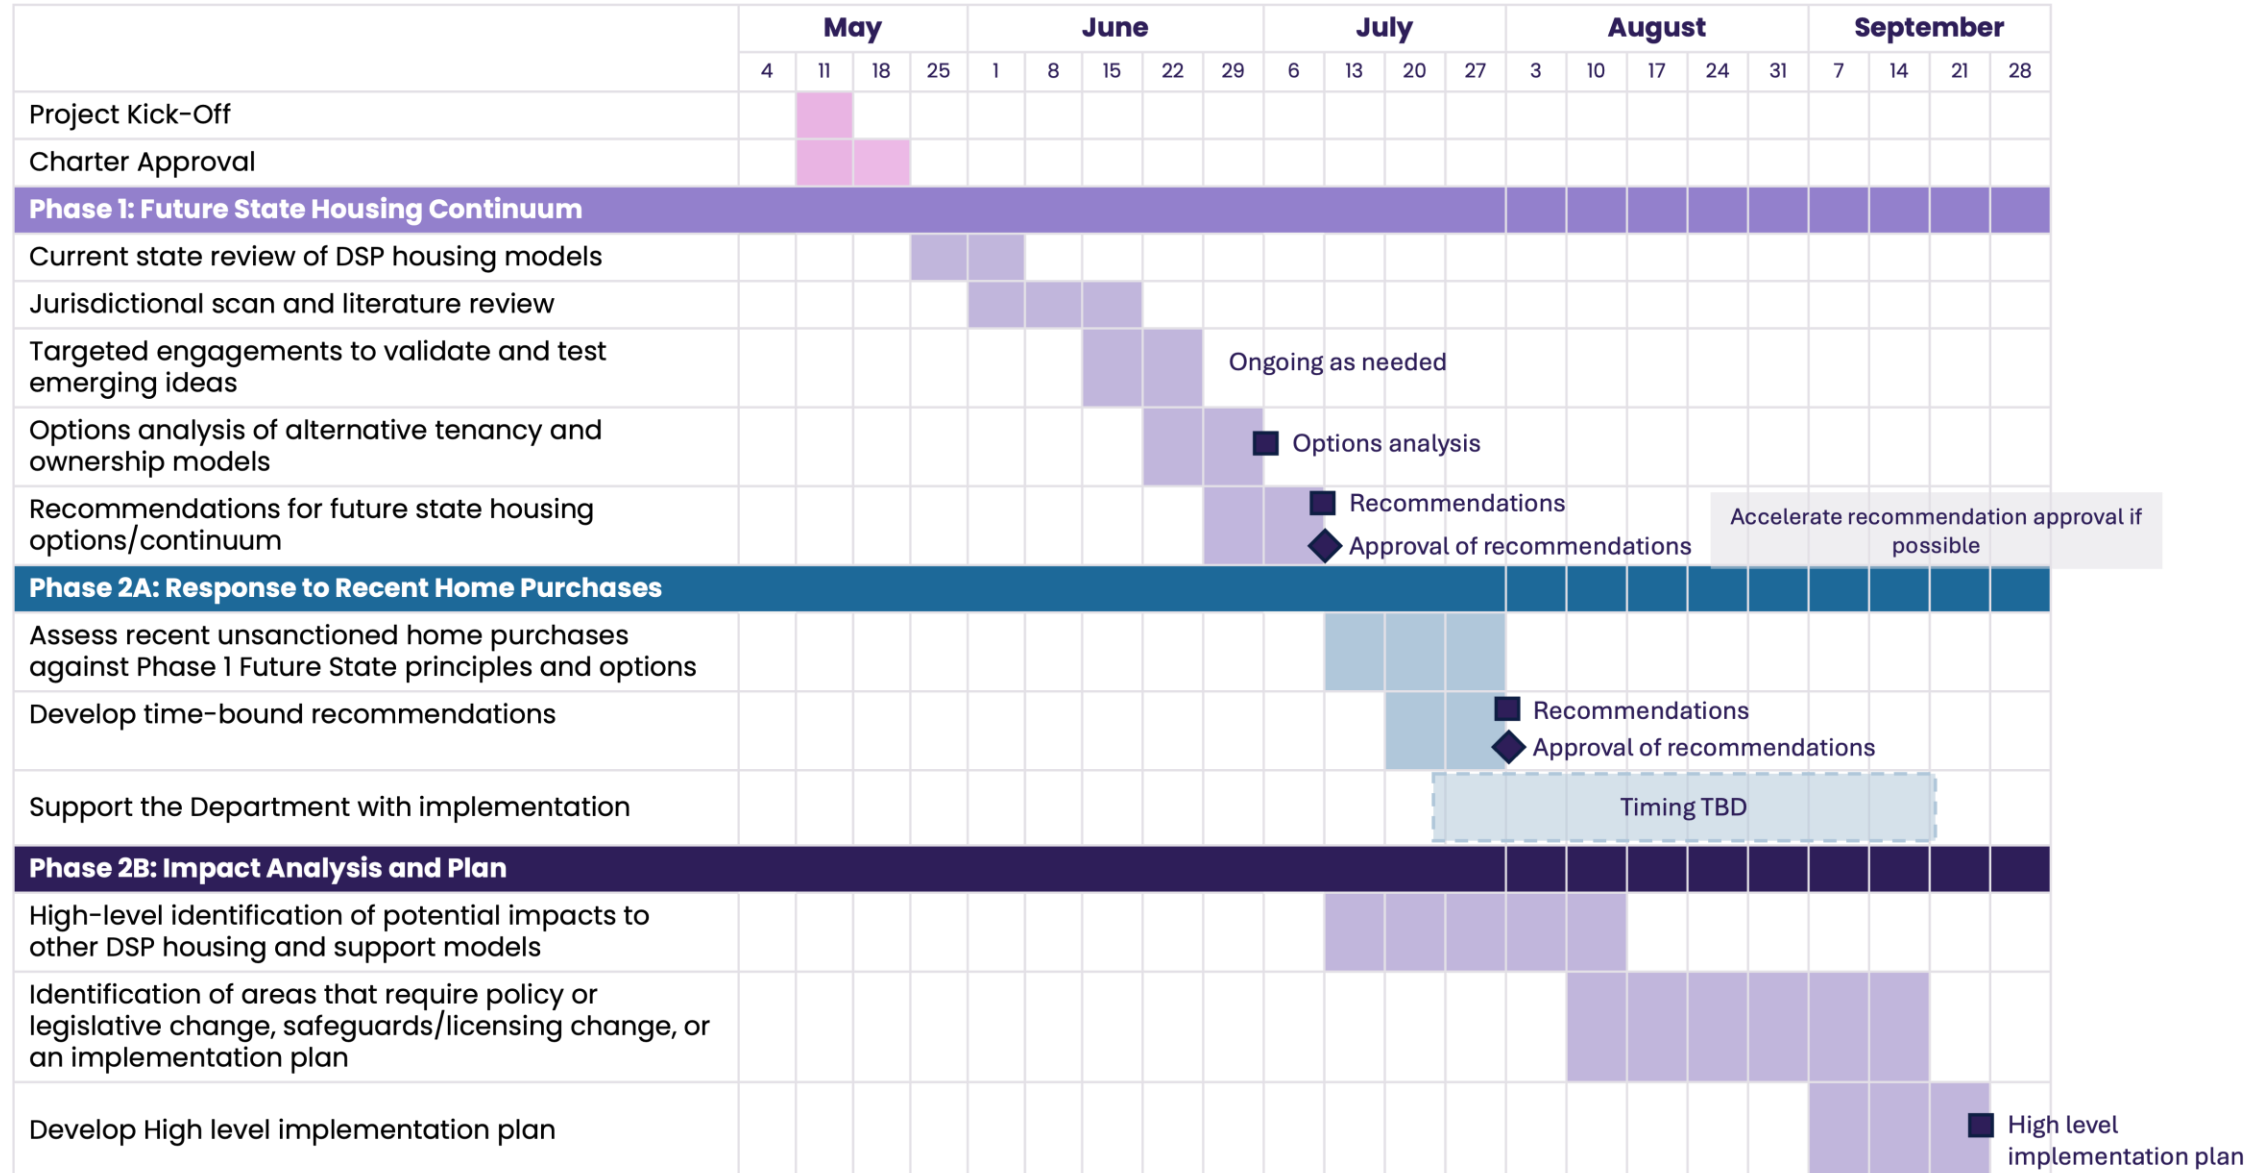 May June July August September
4 11 18 25 1 8 15 22 29 6 13 20 27 3 10 17 24 31 7 14 21 28
Project Kick-Off
Charter Approval
Phase 1: Future State Housing Continuum
Current state review of DSP housing models
Jurisdictional scan and literature review
Targeted engagements to validate and test
emerging ideas
Ongoing as needed
Options analysis of alternative tenancy and
ownership models
Options analysis
Recommendations for future state housing
options/continuum
Recommendations
Approval of recommendations
Accelerate recommendation approval if
possible
Phase 2A: Response to Recent Home Purchases
Assess recent unsanctioned home purchases
against Phase 1 Future State principles and options
Develop time-bound recommendations
Recommendations
Approval of recommendations
Support the Department with implementation
Timing TBD
Phase 2B: Impact Analysis and Plan
High-level identification of potential impacts to
other DSP housing and support models
Identification of areas that require policy or
legislative change, safeguards/licensing change, or
an implementation plan
Develop High level implementation plan
High level
implementation plan